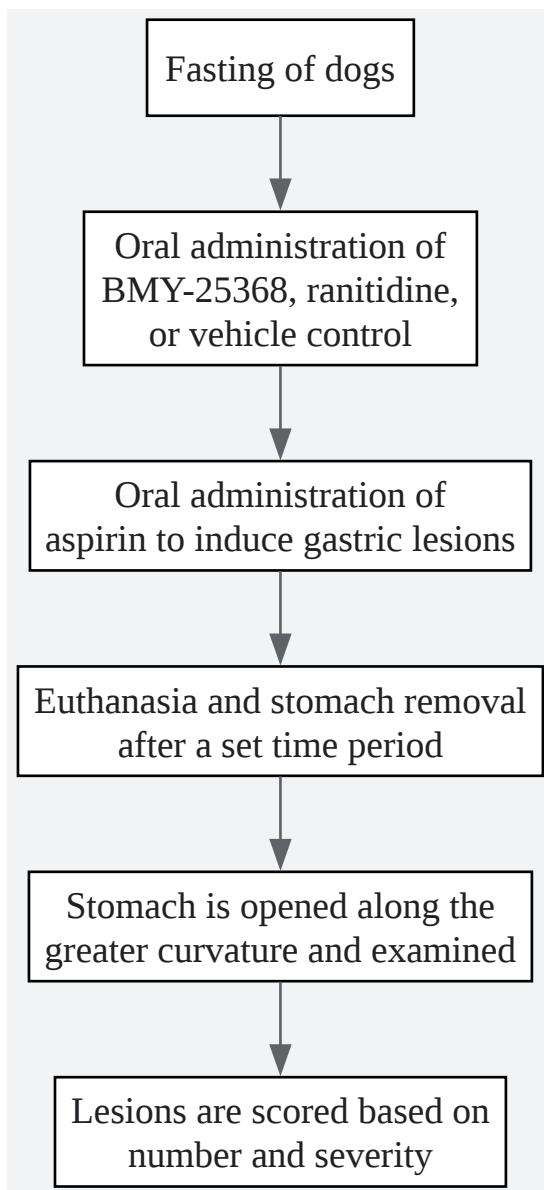 Fasting of dogs
Oral administration of
BMY-25368, ranitidine,
or vehicle control
Oral administration of
aspirin to induce gastric lesions
Euthanasia and stomach removal
after a set time period
Stomach is opened along the
greater curvature and examined
Lesions are scored based on
number and severity